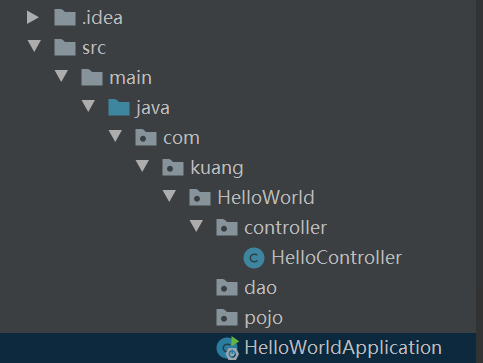 .idea
src
main
java
com
kuang
HelloWorld
controller
HelloController
dao
pojo
HelloWorldApplication